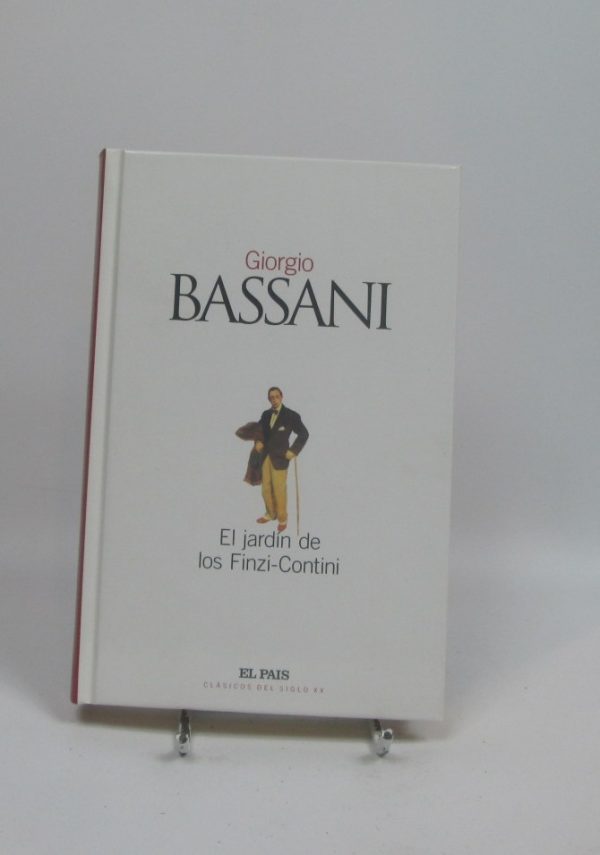 Giorgio
BASSANI
El jardín de
los Finzi-Contini
EL PAIS
CLÁSICOS DEL SIGLO XX